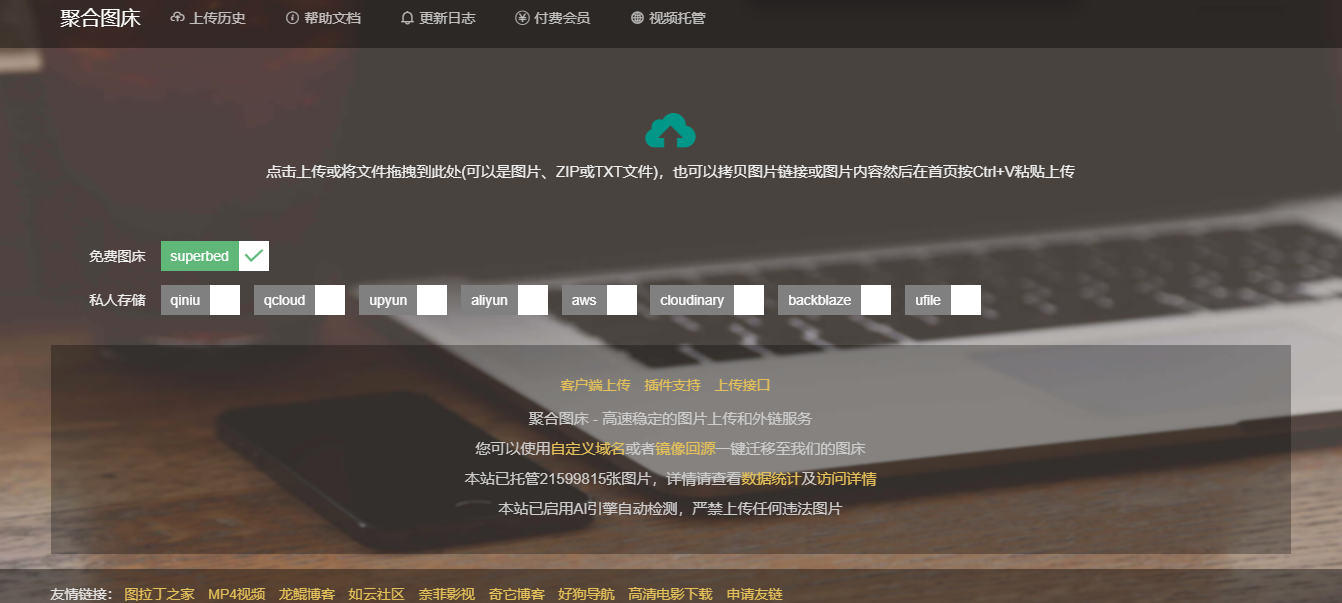 聚合图床 上传历史 帮助文档 更新日志 付费会员 视频托管
点击上传或将文件拖拽到此处(可以是图片、ZIP或TXT文件)，也可以拷贝图片链接或图片内容然后在首页按Ctrl+V粘贴上传
免费图床 superbed
私人存储 qiniu qcloud upyun aliyun aws cloudinary backblaze ufile
客户端上传 插件支持 上传接口
聚合图床 - 高速稳定的图片上传和外链服务
您可以使用自定义域名或者镜像回源一键迁移至我们的图床
本站已托管21599815张图片，详情请查看数据统计及访问详情
本站已启用AI引擎自动检测，严禁上传任何违法图片
友情链接： 图拉丁之家 MP4视频 龙鲲博客 如云社区 奈菲影视 奇它博客 好狗导航 高清电影下载 申请友链